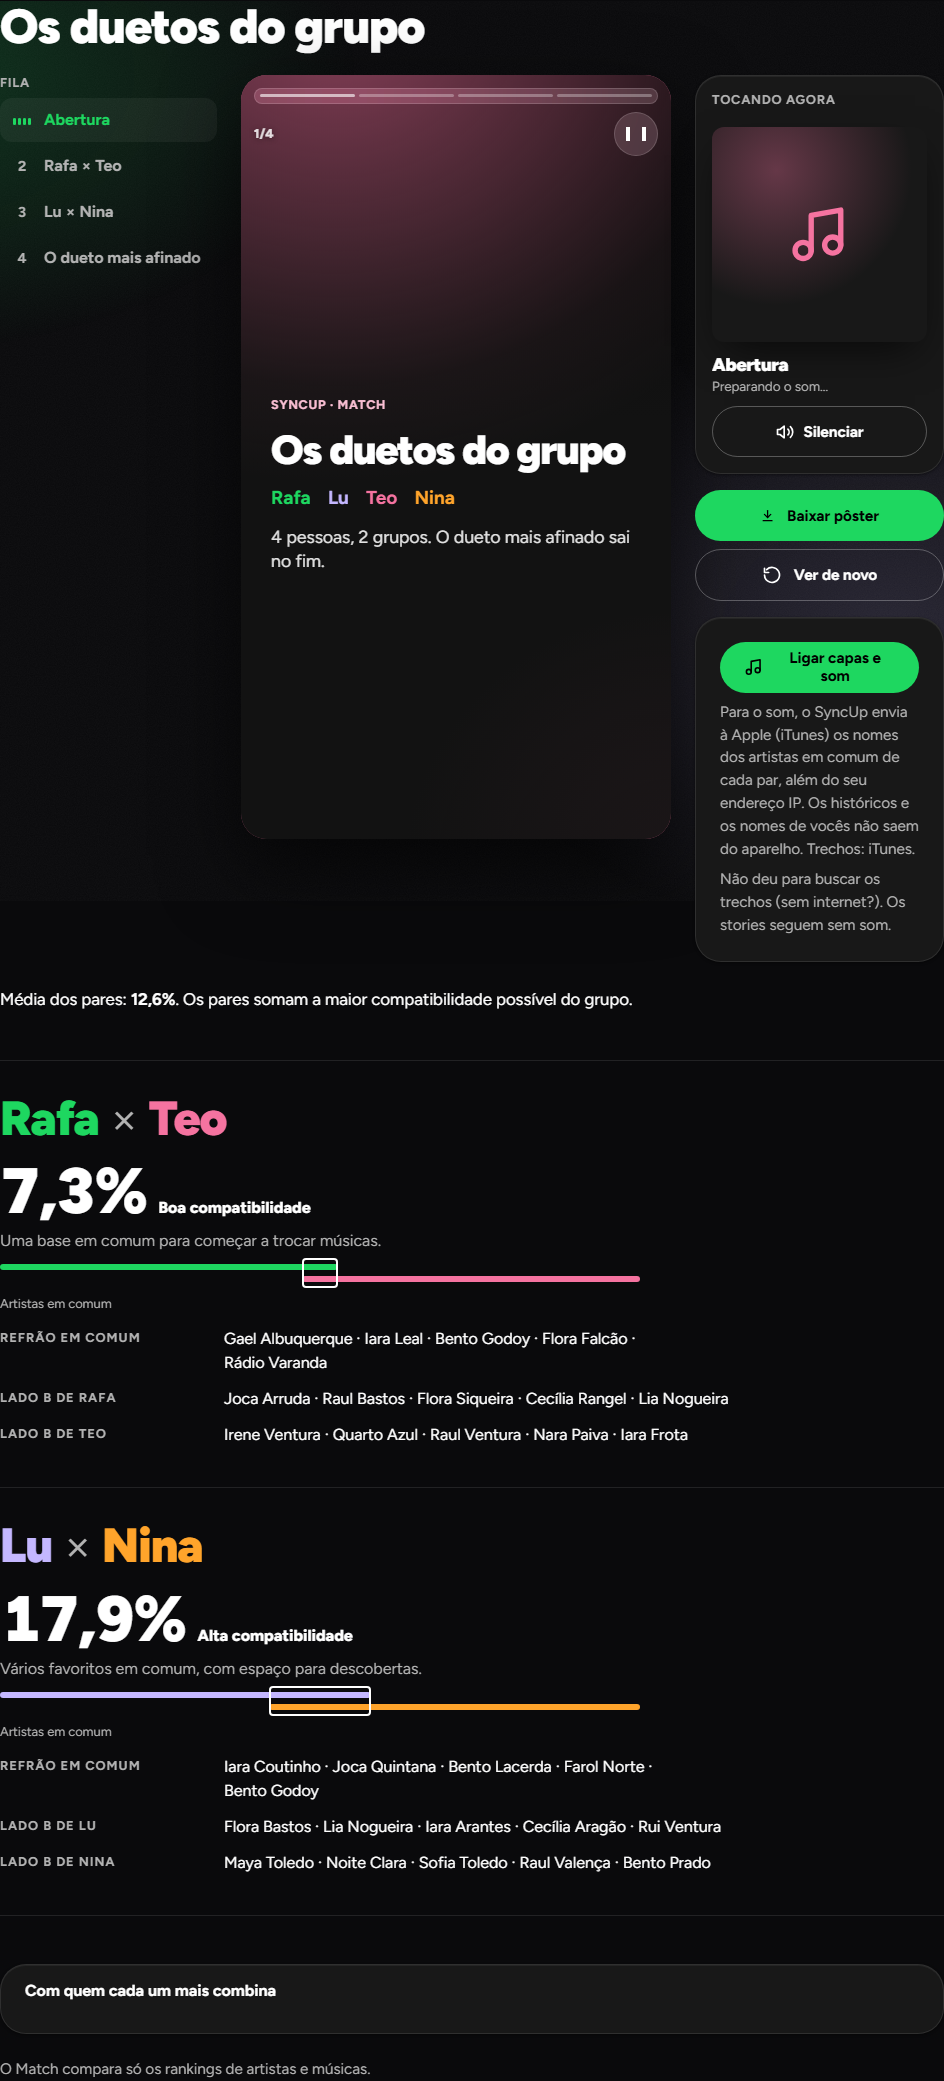 Os duetos do grupo
FILA
Abertura
2 Rafa × Teo
3 Lu × Nina
4 O dueto mais afinado
1/4
SYNCUP · MATCH
Os duetos do grupo
Rafa Lu Teo Nina
4 pessoas, 2 grupos. O dueto mais afinado sai
no fim.
TOCANDO AGORA
Abertura
Preparando o som…
Silenciar
Baixar pôster
Ver de novo
Ligar capas e
som
Para o som, o SyncUp envia
à Apple (iTunes) os nomes
dos artistas em comum de
cada par, além do seu
endereço IP. Os históricos e
os nomes de vocês não saem
do aparelho. Trechos: iTunes.
Não deu para buscar os
trechos (sem internet?). Os
stories seguem sem som.
Média dos pares: 12,6%. Os pares somam a maior compatibilidade possível do grupo.
Rafa × Teo
7,3% Boa compatibilidade
Uma base em comum para começar a trocar músicas.
Artistas em comum
REFRÃO EM COMUM Gael Albuquerque · Iara Leal · Bento Godoy · Flora Falcão ·
Rádio Varanda
LADO B DE RAFA Joca Arruda · Raul Bastos · Flora Siqueira · Cecília Rangel · Lia Nogueira
LADO B DE TEO Irene Ventura · Quarto Azul · Raul Ventura · Nara Paiva · Iara Frota
Lu × Nina
17,9% Alta compatibilidade
Vários favoritos em comum, com espaço para descobertas.
Artistas em comum
REFRÃO EM COMUM Iara Coutinho · Joca Quintana · Bento Lacerda · Farol Norte ·
Bento Godoy
LADO B DE LU Flora Bastos · Lia Nogueira · Iara Arantes · Cecília Aragão · Rui Ventura
LADO B DE NINA Maya Toledo · Noite Clara · Sofia Toledo · Raul Valença · Bento Prado
Com quem cada um mais combina
O Match compara só os rankings de artistas e músicas.